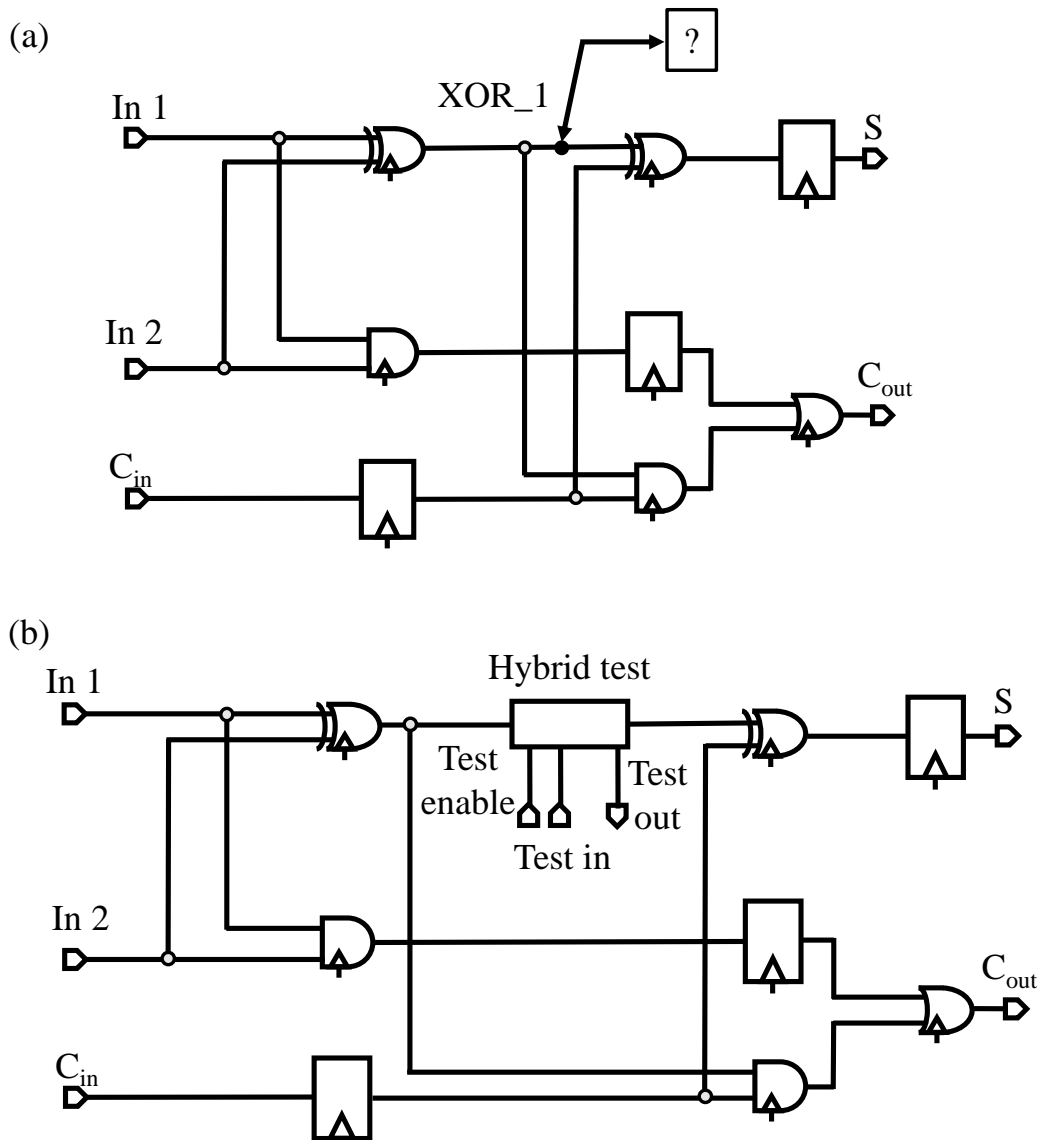 (a)
?
XOR_1
In 1
S
In 2
Cout
Cin
(b)
Hybrid test
In 1
S
Test
enable
Test
out
Test in
In 2
Cout
Cin